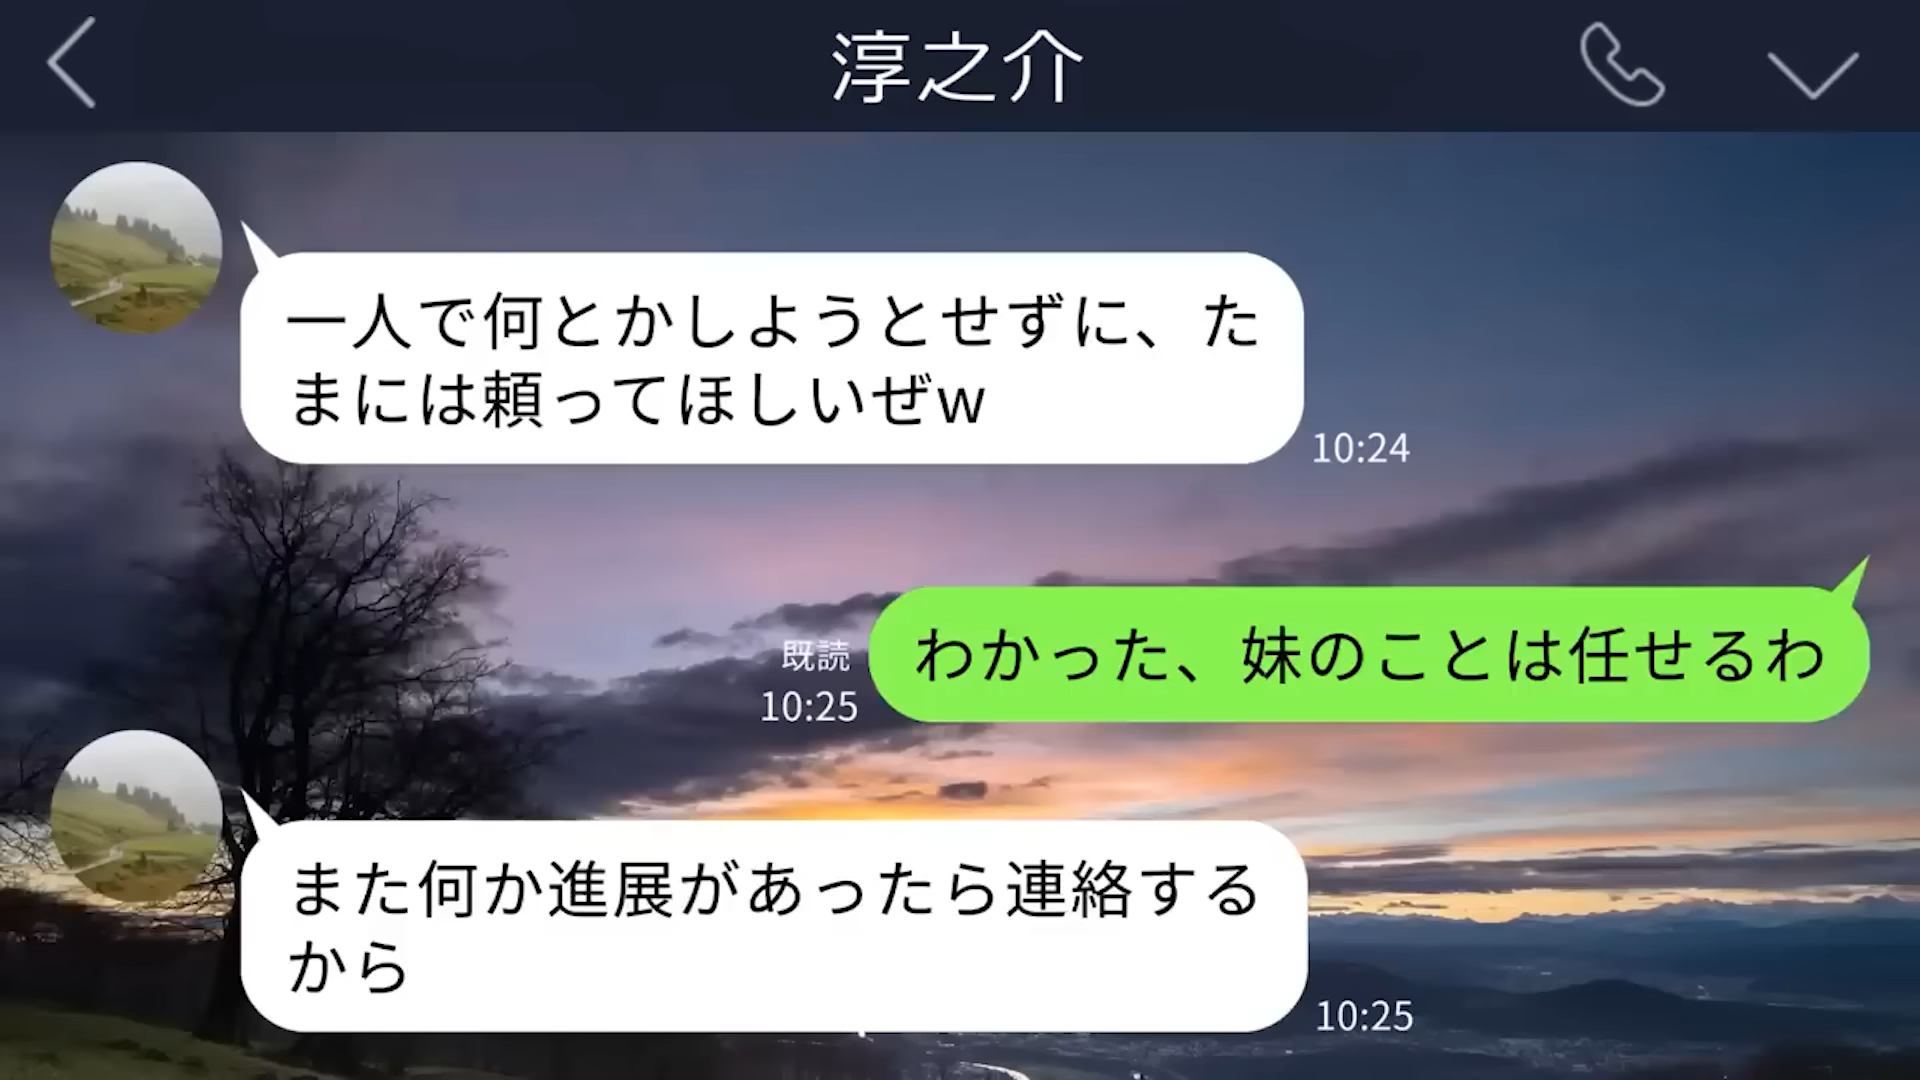 淳之介
一人で何とかしようとせずに、た
まには頼ってほしいぜw
10:24
わかった、妹のことは任せるわ
既読
10:25
また何か進展があったら連絡する
から
10:25